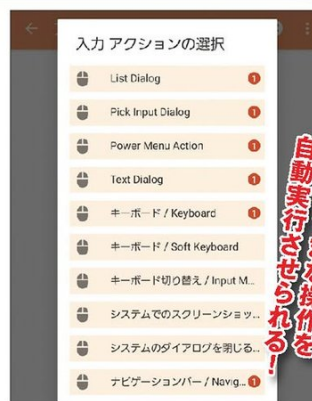 入力 アクションの選択
List Dialog
Pick Input Dialog
Power Menu Action
Text Dialog
キーボード / Keyboard
キーボード / Soft Keyboard
キーボード切り替え / Input M...
システムでのスクリーンショッ...
システムのダイアログを閉じる...
ナビゲーションバー / Navig...
な操作を
自動実行させられる!